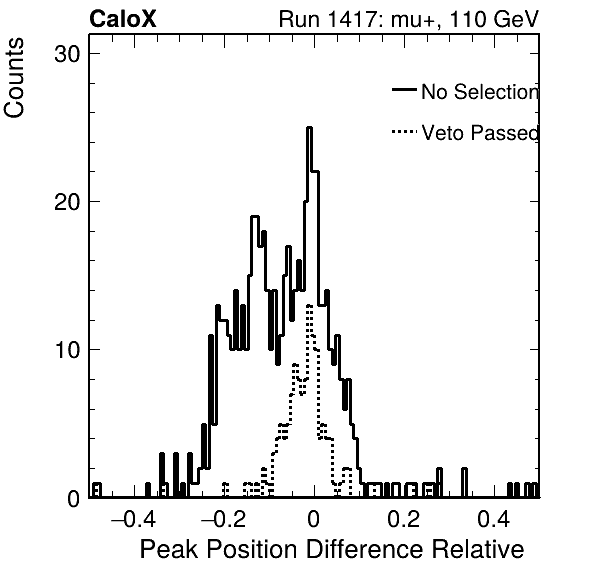 CaloX Run 1417: mu+, 110 GeV
Counts
30
No Selection
Veto Passed
20
10
0
−0.4 −0.2 0 0.2 0.4
Peak Position Difference Relative